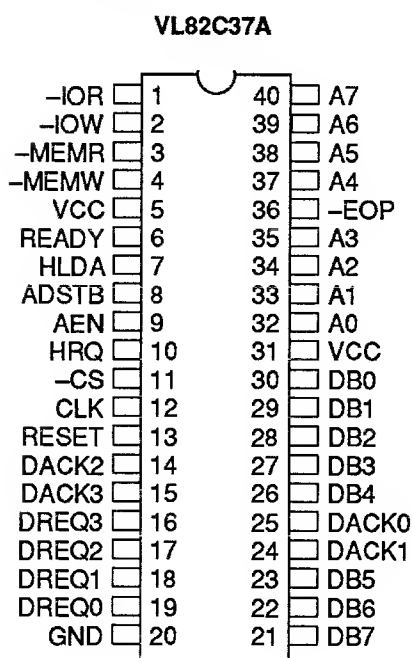 VL82C37A
–IOR 1 40 A7
–IOW 2 39 A6
–MEMR 3 38 A5
–MEMW 4 37 A4
VCC 5 36 –EOP
READY 6 35 A3
HLDA 7 34 A2
ADSTB 8 33 A1
AEN 9 32 A0
HRQ 10 31 VCC
–CS 11 30 DB0
CLK 12 29 DB1
RESET 13 28 DB2
DACK2 14 27 DB3
DACK3 15 26 DB4
DREQ3 16 25 DACK0
DREQ2 17 24 DACK1
DREQ1 18 23 DB5
DREQ0 19 22 DB6
GND 20 21 DB7